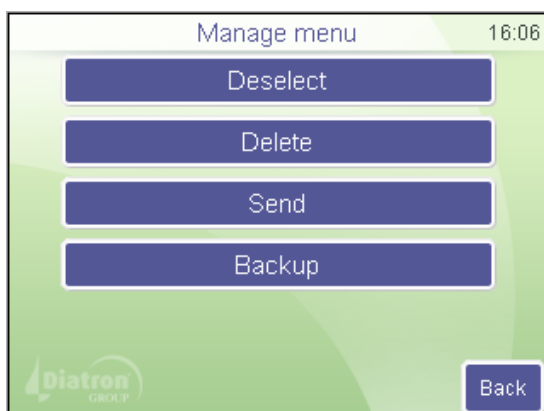 Manage menu 16:06
Deselect
Delete
Send
Backup
Diatron
GROUP
Back